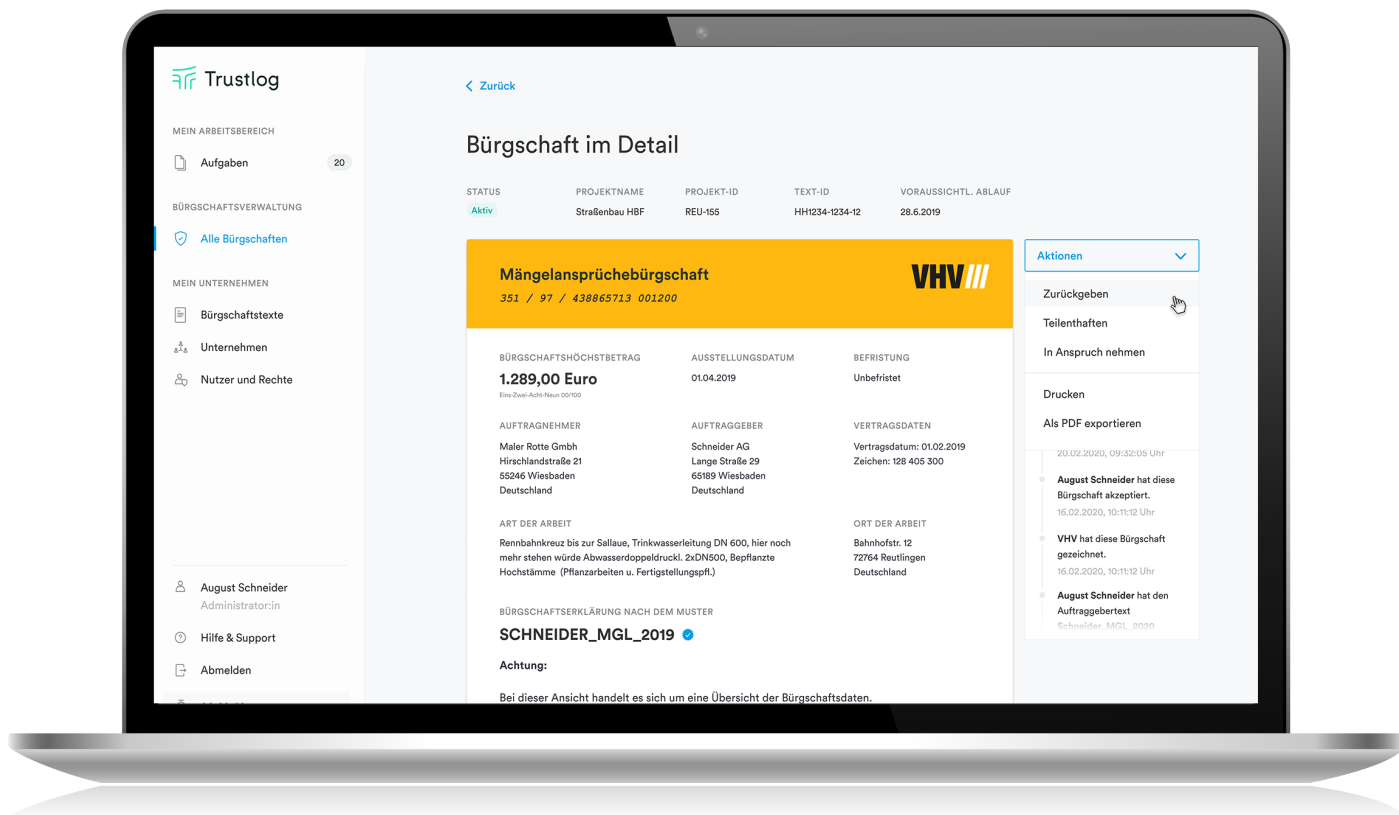 Trustlog
MEIN ARBEITSBEREICH
Aufgaben 20
BÜRGSCHAFTSVERWALTUNG
Alle Bürgschaften
MEIN UNTERNEHMEN
Bürgschaftstexte
Unternehmen
Nutzer und Rechte
August Schneider
Administrator:in
Hilfe & Support
Abmelden
Zurück
Bürgschaft im Detail
STATUS PROJEKTNAME PROJEKT-ID TEXT-ID VORAUSSICHTL. ABLAUF
Aktiv Straßenbau HBF REU-155 HH1234-1234-12 28.6.2019
Mängelansprüchebürgschaft
351 / 97 / 438865713 001200
VHV
BÜRGSCHAFTSHÖCHSTBETRAG AUSSTELLUNGSDATUM BEFRISTUNG
1.289,00 Euro 01.04.2019 Unbefristet
Eins-Zwei-Acht-Neun 00/100
AUFTRAGNEHMER AUFTRAGGEBER VERTRAGSDATEN
Maler Rotte Gmbh Schneider AG Vertragsdatum: 01.02.2019
Hirschlandstraße 21 Lange Straße 29 Zeichen: 128 405 300
55246 Wiesbaden 65189 Wiesbaden
Deutschland Deutschland
ART DER ARBEIT ORT DER ARBEIT
Rennbahnkreuz bis zur Sallaue, Trinkwasserleitung DN 600, hier noch Bahnhofstr. 12
mehr stehen würde Abwasserdoppeldruckl. 2xDN500, Bepflanzte 72764 Reutlingen
Hochstämme (Pflanzarbeiten u. Fertigstellungspfl.) Deutschland
BÜRGSCHAFTSERKLÄRUNG NACH DEM MUSTER
SCHNEIDER_MGL_2019
Achtung:
Bei dieser Ansicht handelt es sich um eine Übersicht der Bürgschaftsdaten.
Aktionen
Zurückgeben
Teilenthaften
In Anspruch nehmen
Drucken
Als PDF exportieren
20.02.2020, 09:32:05 Uhr
August Schneider hat diese
Bürgschaft akzeptiert.
16.02.2020, 10:11:12 Uhr
VHV hat diese Bürgschaft
gezeichnet.
16.02.2020, 10:11:12 Uhr
August Schneider hat den
Auftraggebertext
Schneider_MGL_2020